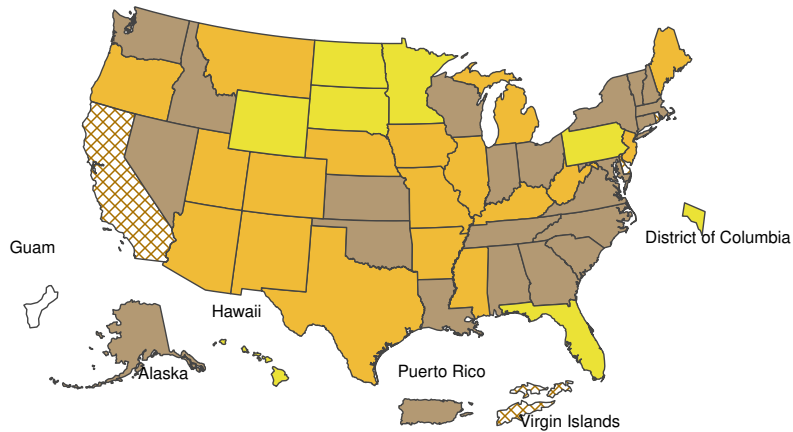 District of Columbia
Guam
Hawaii
Alaska
Puerto Rico
Virgin Islands